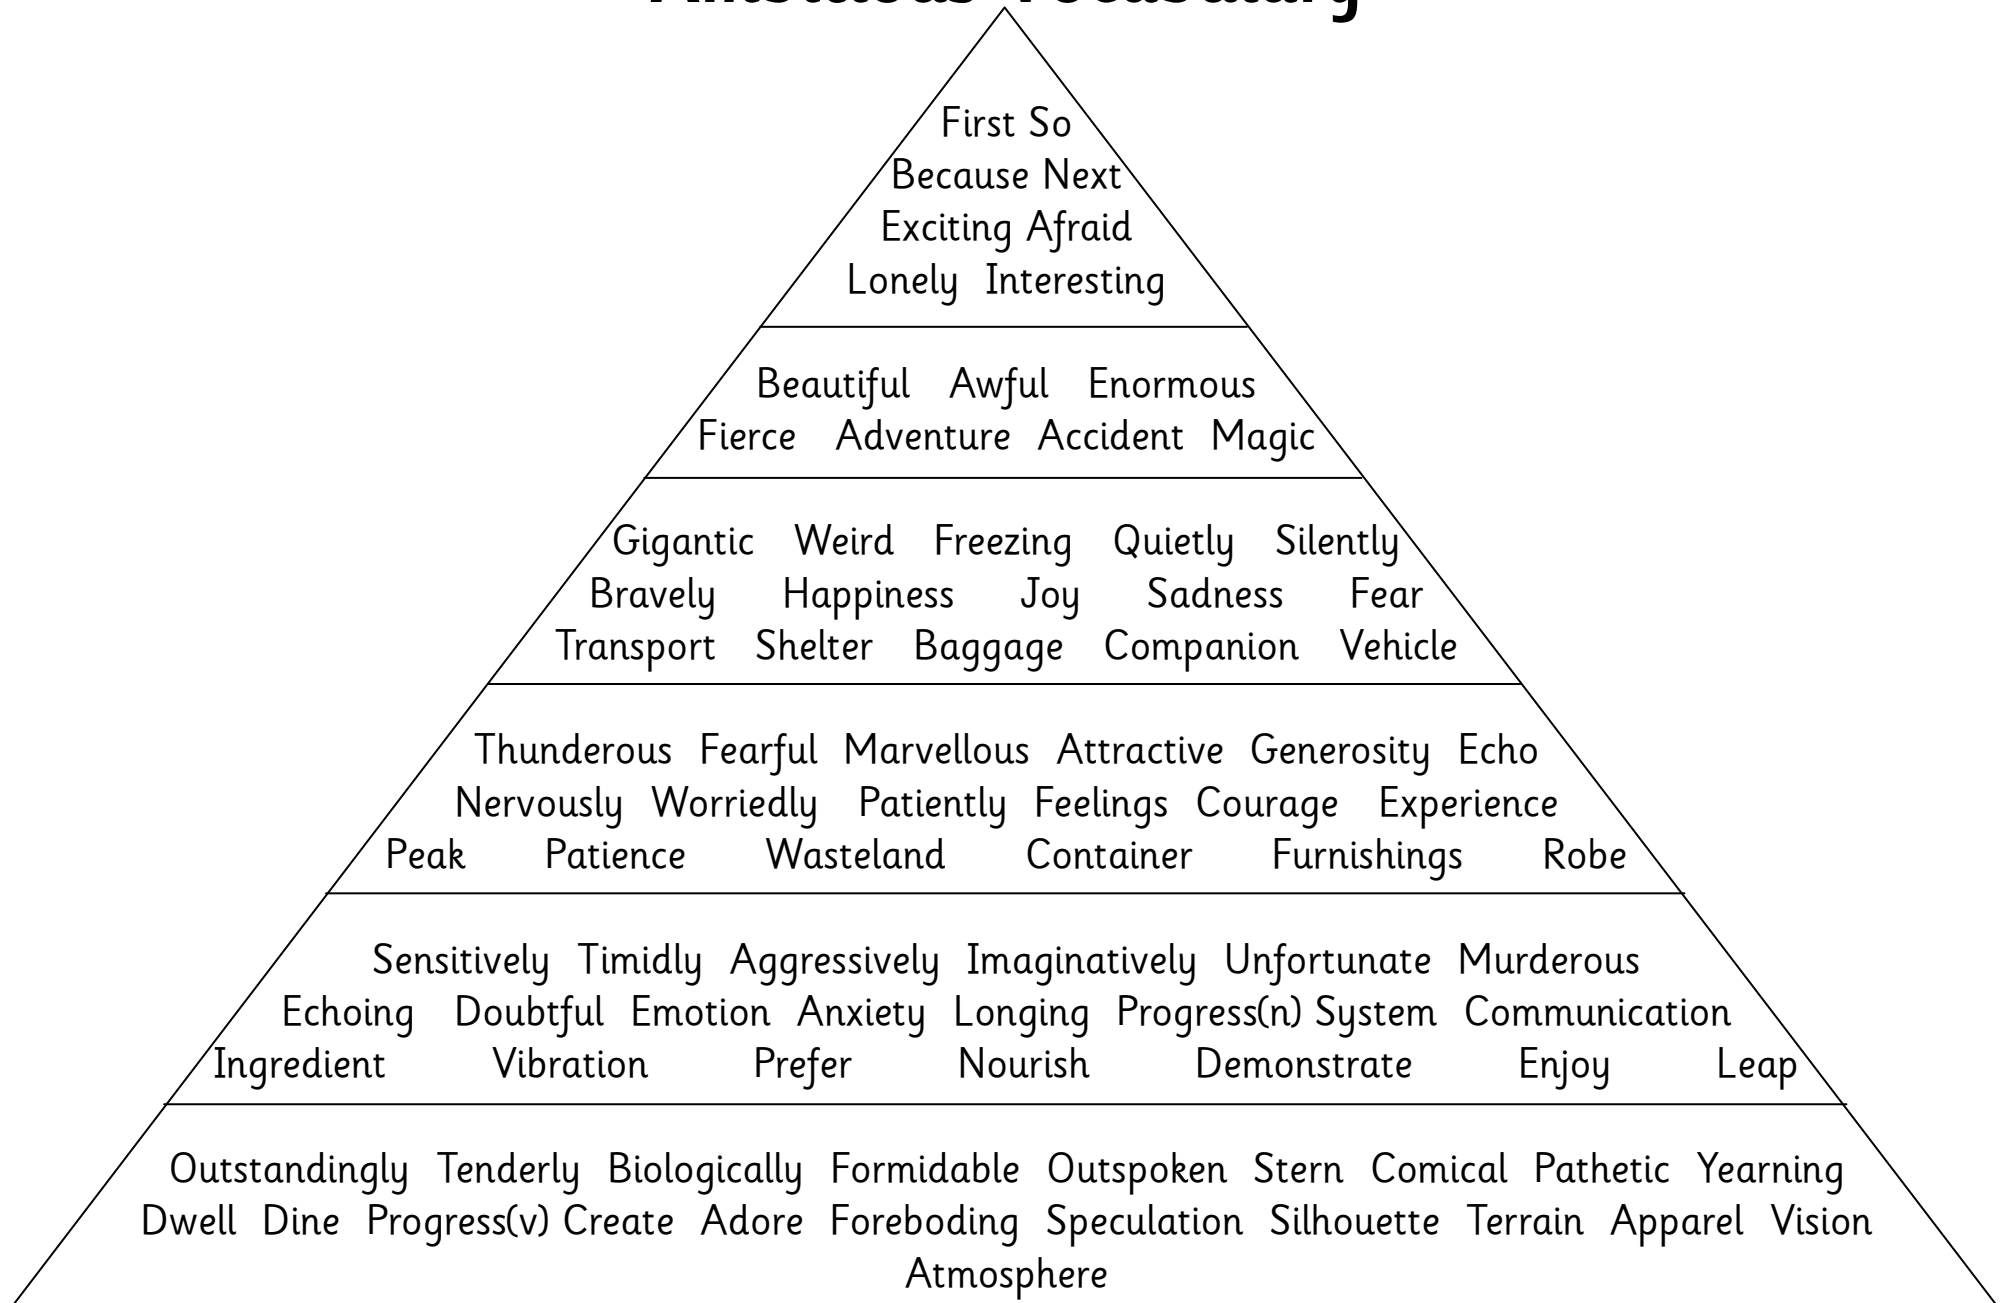 Vocabulary
First So
Because Next
Exciting Afraid
Lonely Interesting
Beautiful Awful Enormous
Fierce Adventure Accident Magic
Gigantic Weird Freezing Quietly Silently
Bravely Happiness Joy Sadness Fear
Transport Shelter Baggage Companion Vehicle
Thunderous Fearful Marvellous Attractive Generosity Echo
Nervously Worriedly Patiently Feelings Courage Experience
Peak Patience Wasteland Container Furnishings Robe
Sensitively Timidly Aggressively Imaginatively Unfortunate Murderous
Echoing Doubtful Emotion Anxiety Longing Progress(n) System Communication
Ingredient Vibration Prefer Nourish Demonstrate Enjoy Leap
Outstandingly Tenderly Biologically Formidable Outspoken Stern Comical Pathetic Yearning
Dwell Dine Progress(v) Create Adore Foreboding Speculation Silhouette Terrain Apparel Vision
Atmosphere